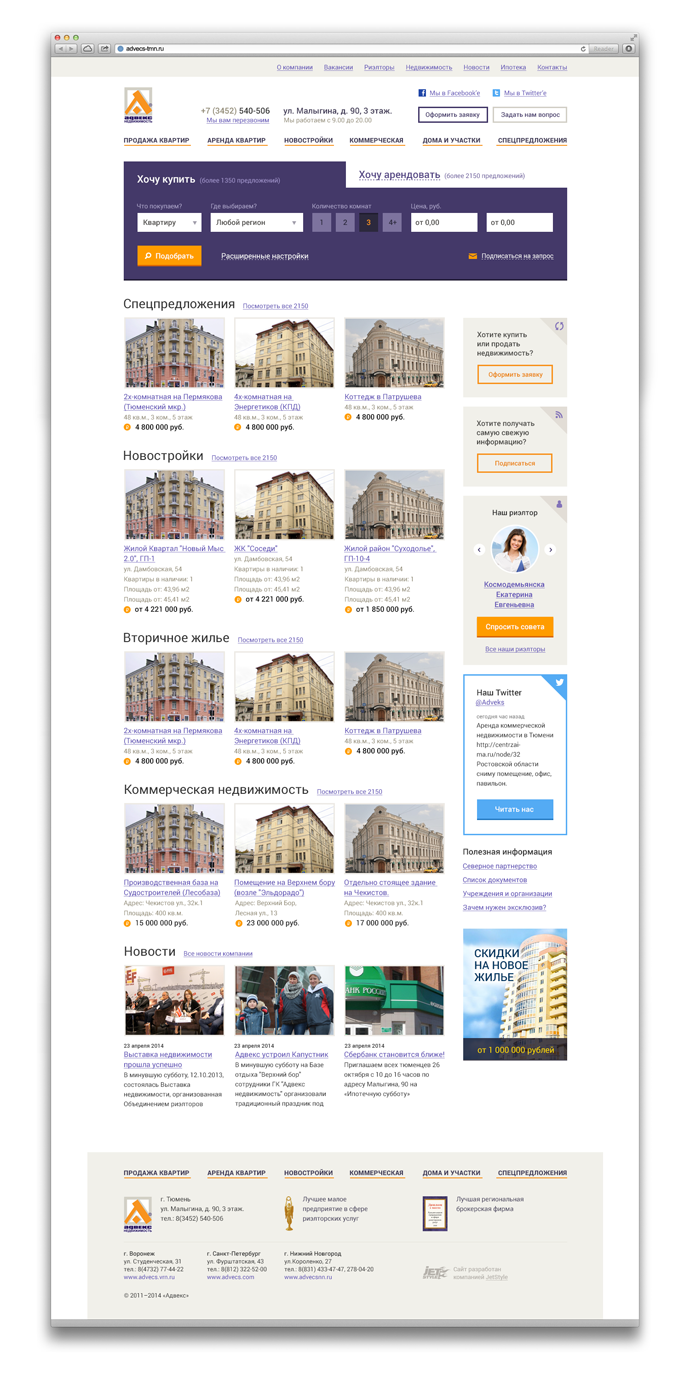 advecs-tmn.ru
Reader
О компании Вакансии Риэлторы Недвижимость Новости Ипотека Контакты
адвекс
недвижимость
+7 (3452) 540-506
Мы вам перезвоним
ул. Малыгина, д. 90, 3 этаж.
Мы работаем с 9.00 до 20.00
Мы в Facebook'e
Мы в Twitter'e
Оформить заявку
Задать нам вопрос
ПРОДАЖА КВАРТИР АРЕНДА КВАРТИР НОВОСТРОЙКИ КОММЕРЧЕСКАЯ ДОМА И УЧАСТКИ СПЕЦПРЕДЛОЖЕНИЯ
Хочу купить (более 1350 предложений)
Хочу арендовать (более 2150 предложений)
Что покупаем? Где выбираем? Количество комнат Цена, руб.
Квартиру Любой регион 1 2 3 4+ от 0,00 от 0,00
Подобрать Расширенные настройки Подписаться на запрос
Спецпредложения Посмотреть все 2150
2х-комнатная на Пермякова
(Тюменский мкр.)
48 кв.м., 3 ком., 5 этаж
4 800 000 руб.
4х-комнатная на
Энергетиков (КПД)
48 кв.м., 3 ком., 5 этаж
4 800 000 руб.
Коттедж в Патрушева
48 кв.м., 3 ком., 5 этаж
4 800 000 руб.
Новостройки Посмотреть все 2150
Жилой Квартал "Новый Мыс
2.0", ГП-1
ул. Дамбовская, 54
Квартиры в наличии: 1
Площадь от: 43,96 м2
Площадь от: 45,41 м2
от 4 221 000 руб.
ЖК "Соседи"
ул. Дамбовская, 54
Квартиры в наличии: 1
Площадь от: 43,96 м2
Площадь от: 45,41 м2
от 4 221 000 руб.
Жилой район "Суходолье",
ГП-10-4
ул. Дамбовская, 54
Квартиры в наличии: 1
Площадь от: 43,96 м2
Площадь от: 45,41 м2
от 1 850 000 руб.
Вторичное жилье Посмотреть все 2150
2х-комнатная на Пермякова
(Тюменский мкр.)
48 кв.м., 3 ком., 5 этаж
4 800 000 руб.
4х-комнатная на
Энергетиков (КПД)
48 кв.м., 3 ком., 5 этаж
4 800 000 руб.
Коттедж в Патрушева
48 кв.м., 3 ком., 5 этаж
4 800 000 руб.
Коммерческая недвижимость Посмотреть все 2150
Производственная база на
Судостроителей (Лесобаза)
Адрес: Чекистов ул., 32к.1
Площадь: 400 кв.м.
15 000 000 руб.
Помещение на Верхнем бору
(возле "Эльдорадо")
Адрес: Верхний Бор,
Лесная ул., 13
23 000 000 руб.
Отдельно стоящее здание
на Чекистов.
Адрес: Чекистов ул., 32к.1
Площадь: 400 кв.м.
17 000 000 руб.
Новости Все новости компании
БАНК РОССИИ
23 апреля 2014
Выставка недвижимости
прошла успешно
В минувшую субботу, 12.10.2013,
состоялась Выставка
недвижимости, организованная
Объединением риэлторов
23 апреля 2014
Адвекс устроил Капустник
В минувшую субботу на Базе
отдыха "Верхний бор"
сотрудники ГК "Адвекс
недвижимость" организовали
традиционный праздник под
23 апреля 2014
Сбербанк становится ближе!
Приглашаем всех тюменцев 26
октября с 10 до 16 часов по
адресу Малыгина, 90 на
«Ипотечную субботу»
Хотите купить
или продать
недвижимость?
Оформить заявку
Хотите получать
самую свежую
информацию?
Подписаться
Наш риэлтор
Космодемьянска
Екатерина
Евгеньевна
Спросить совета
Все наши риэлторы
Наш Twitter
@Adveks
сегодня час назад
Аренда коммерческой
недвижимости в Тюмени
http://centrzai-
ma.ru/node/32
Ростовской области
сниму помещение, офис,
павильон.
Читать нас
Полезная информация
Северное партнерство
Список документов
Учреждения и организации
Зачем нужен эксклюзив?
СКИДКИ
НА НОВОЕ
ЖИЛЬЕ
от 1 000 000 рублей
ПРОДАЖА КВАРТИР АРЕНДА КВАРТИР НОВОСТРОЙКИ КОММЕРЧЕСКАЯ ДОМА И УЧАСТКИ СПЕЦПРЕДЛОЖЕНИЯ
адвекс
недвижимость
г. Тюмень
ул. Малыгина, д. 90, 3 этаж.
тел.: 8(3452) 540-506
Лучшее малое
предприятие в сфере
риэлторских услуг
Лучшая региональная
брокерская фирма
г. Воронеж
ул. Студенческая, 31
тел.: 8(4732) 77-44-22
www.advecs.vrn.ru
г. Санкт-Петербург
ул. Фурштатская, 43
тел.: 8(812) 322-52-00
www.advecs.com
г. Нижний Новгород
ул.Короленко, 27
тел.: 8(831) 433-47-47, 278-04-20
www.advecsnn.ru
JET STYLE
Сайт разработан
компанией JetStyle
© 2011–2014 «Адвекс»